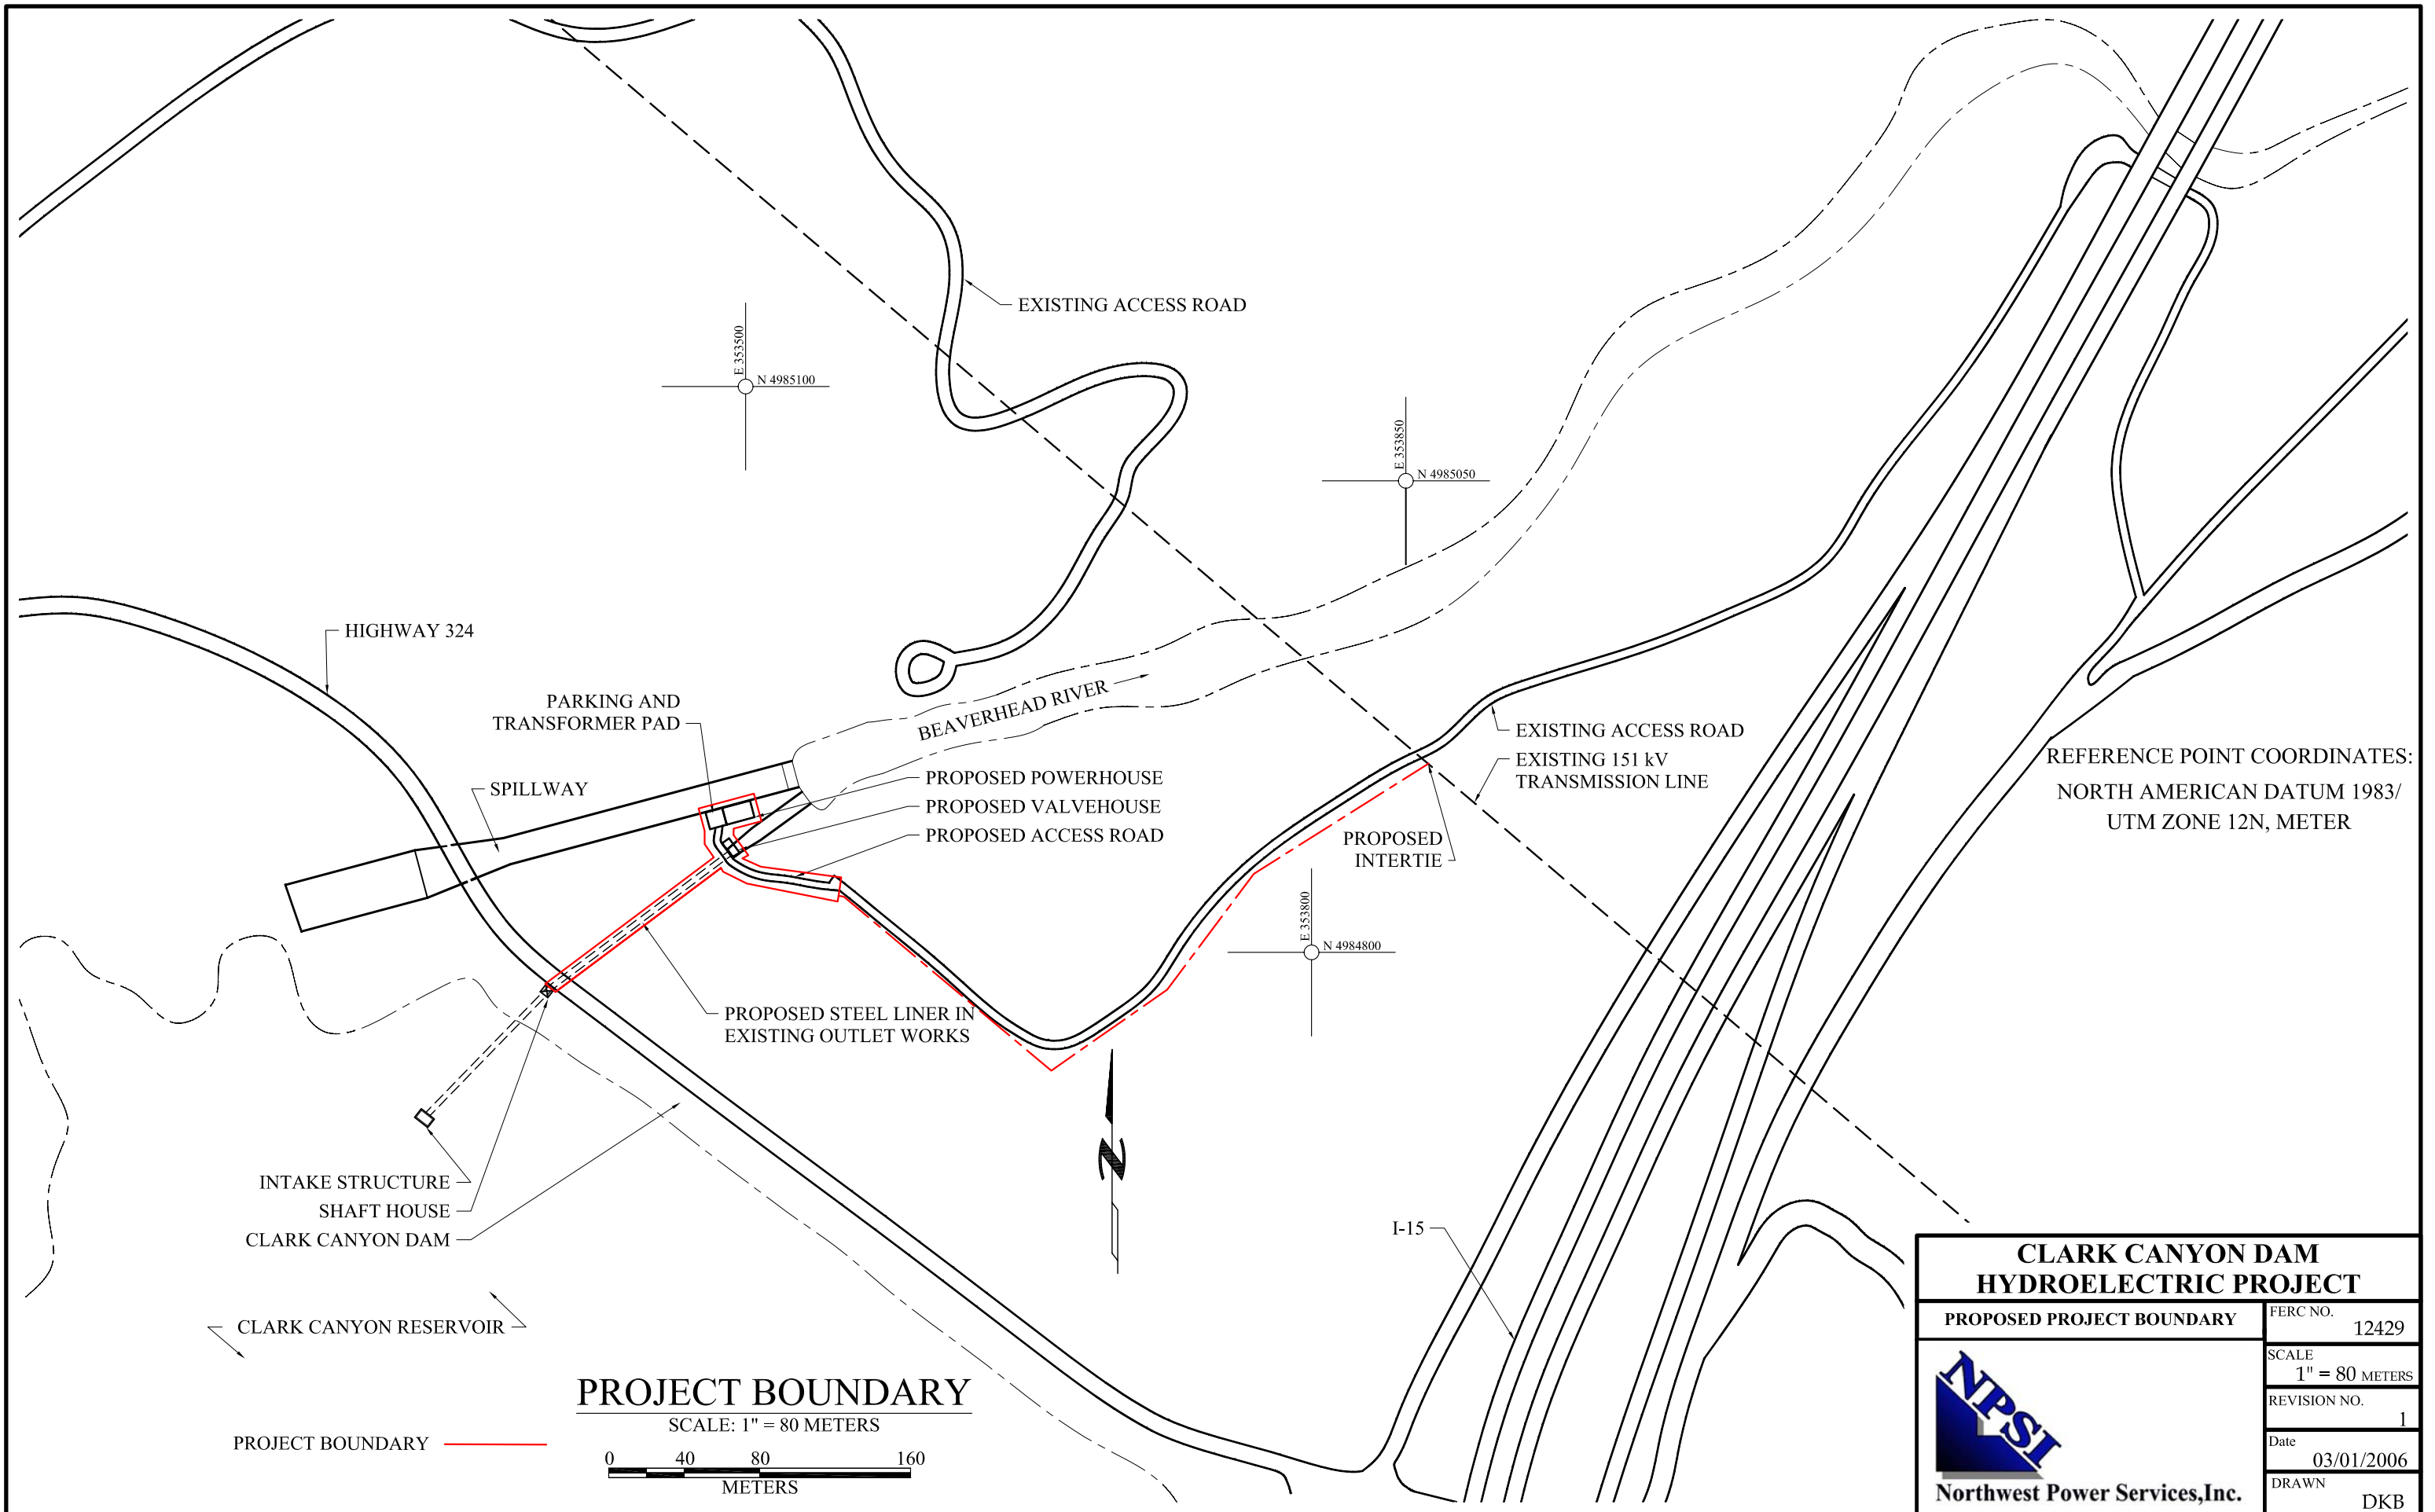 EXISTING ACCESS ROAD
E 353500
N 4985100
E 353850
N 4985050
HIGHWAY 324
PARKING AND
TRANSFORMER PAD
SPILLWAY
BEAVERHEAD RIVER
PROPOSED POWERHOUSE
PROPOSED VALVEHOUSE
PROPOSED ACCESS ROAD
EXISTING ACCESS ROAD
EXISTING 151 kV
TRANSMISSION LINE
PROPOSED
INTERTIE
REFERENCE POINT COORDINATES:
NORTH AMERICAN DATUM 1983/
UTM ZONE 12N, METER
E 353800
N 4984800
PROPOSED STEEL LINER IN
EXISTING OUTLET WORKS
N
INTAKE STRUCTURE
SHAFT HOUSE
CLARK CANYON DAM
I-15
CLARK CANYON RESERVOIR
PROJECT BOUNDARY
SCALE: 1" = 80 METERS
PROJECT BOUNDARY
0 40 80 160
METERS
CLARK CANYON DAM
HYDROELECTRIC PROJECT
PROPOSED PROJECT BOUNDARY
FERC NO.
12429
SCALE
1" = 80 METERS
REVISION NO.
1
Date
03/01/2006
DRAWN
DKB
NPSI
Northwest Power Services,Inc.